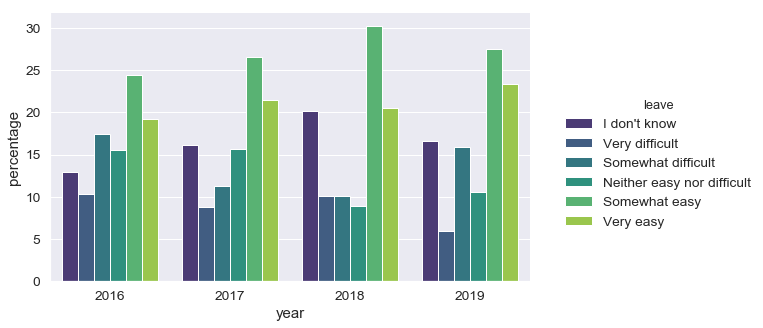 percentage
30
25
20
15
10
5
0
2016 2017 2018 2019
year
leave
I don't know
Very difficult
Somewhat difficult
Neither easy nor difficult
Somewhat easy
Very easy